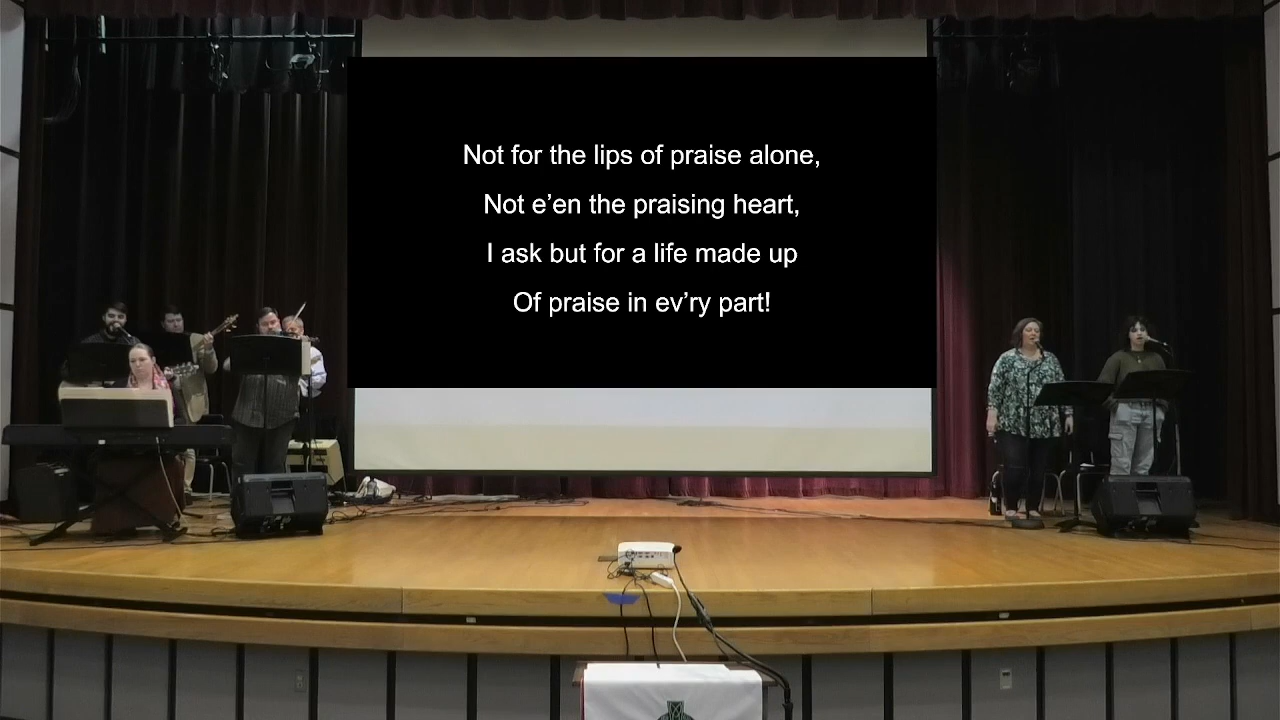 Not for the lips of praise alone,
Not e’en the praising heart,
I ask but for a life made up
Of praise in ev’ry part!